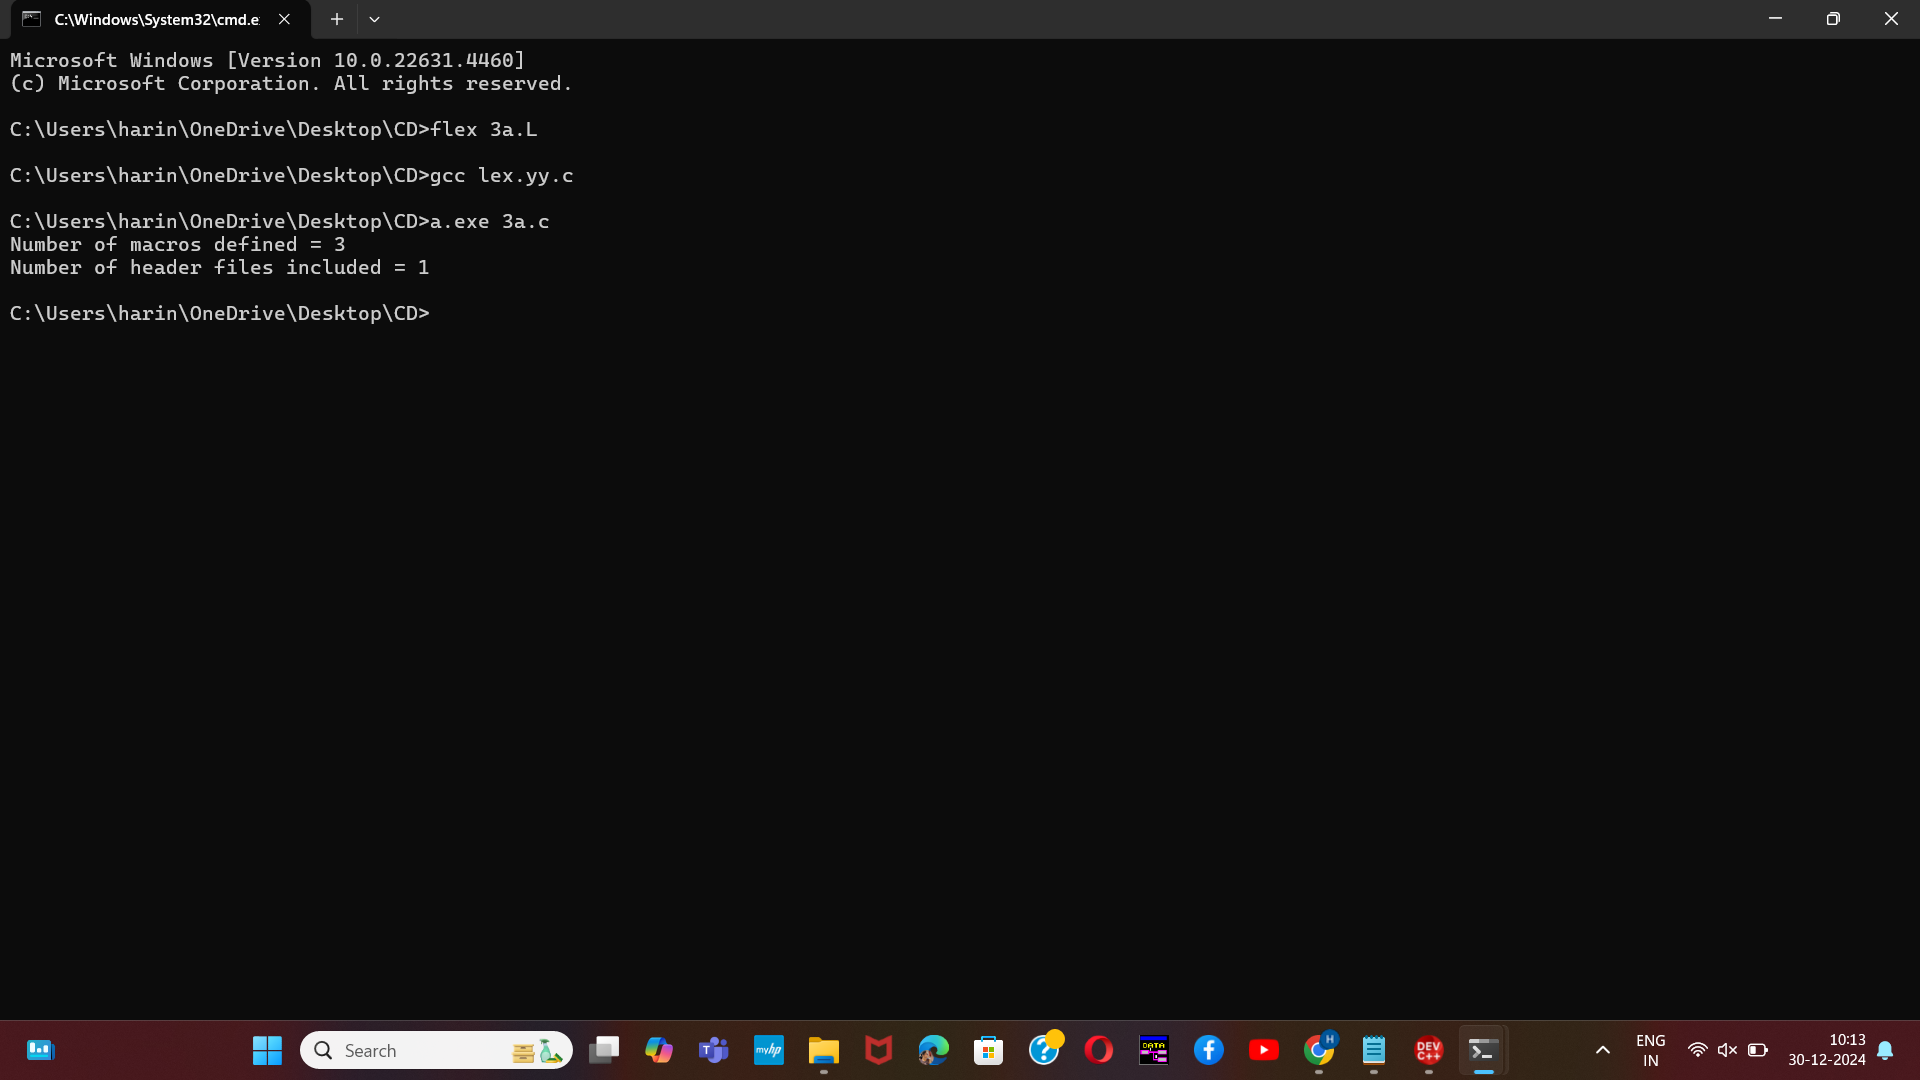 C:\Windows\System32\cmd.e
Microsoft Windows [Version 10.0.22631.4460]
(c) Microsoft Corporation. All rights reserved.
C:\Users\harin\OneDrive\Desktop\CD>flex 3a.L
C:\Users\harin\OneDrive\Desktop\CD>gcc lex.yy.c
C:\Users\harin\OneDrive\Desktop\CD>a.exe 3a.c
Number of macros defined = 3
Number of header files included = 1
C:\Users\harin\OneDrive\Desktop\CD>
Search
T
myhp
DATA
H
DEV
C++
ENG
IN
10:13
30-12-2024